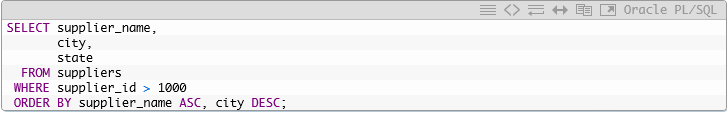 Oracle PL/SQL
SELECT supplier_name,
       city,
       state
  FROM suppliers
 WHERE supplier_id > 1000
 ORDER BY supplier_name ASC, city DESC;